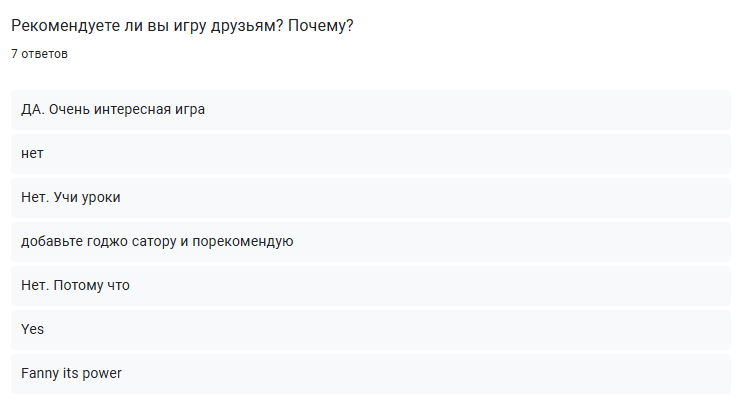 Рекомендуете ли вы игру друзьям? Почему?
7 ответов
ДА. Очень интересная игра
нет
Нет. Учи уроки
добавьте годжо сатору и порекомендую
Нет. Потому что
Yes
Fanny its power